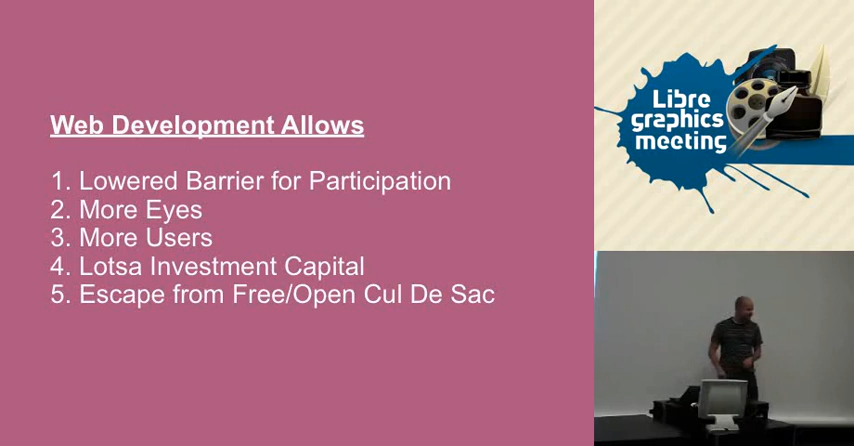 Web Development Allows
1. Lowered Barrier for Participation
2. More Eyes
3. More Users
4. Lotsa Investment Capital
5. Escape from Free/Open Cul De Sac
Libre
graphics
meeting